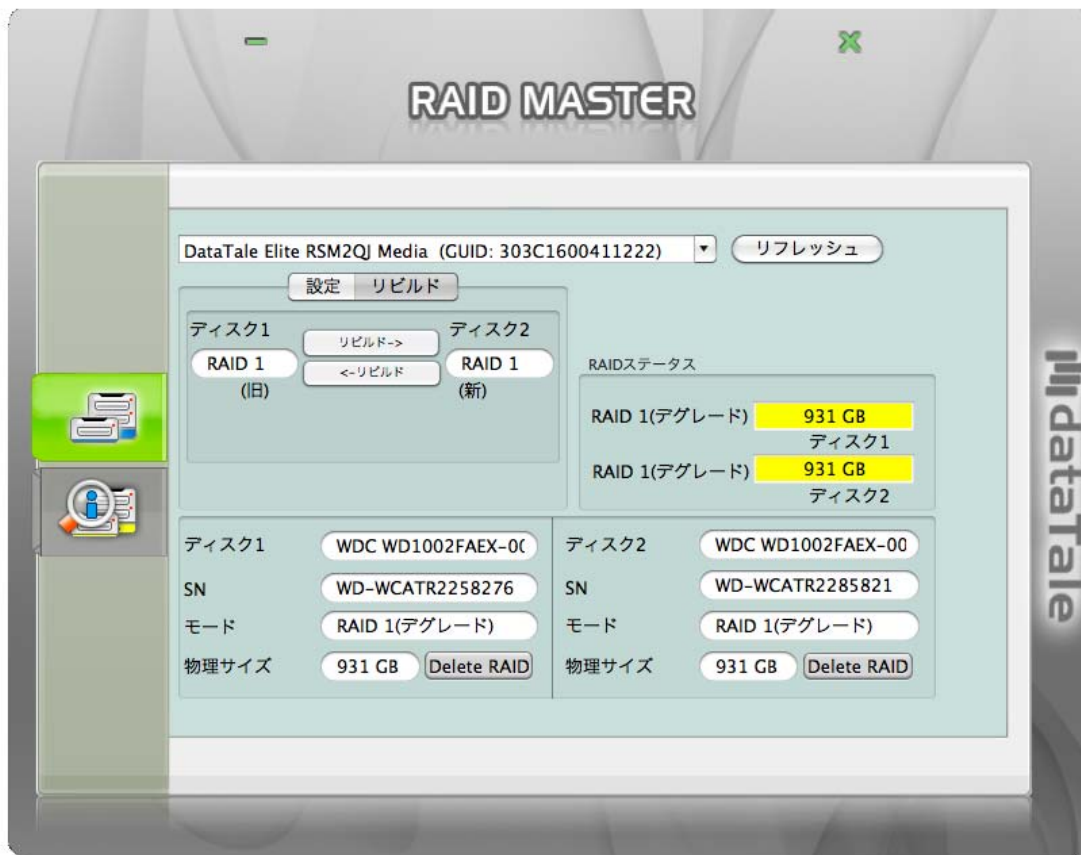 RAID MASTER
DataTale Elite RSM2QJ Media (GUID: 303C1600411222)
リフレッシュ
設定 リビルド
ディスク1
RAID 1
(旧)
リビルド->
<-リビルド
ディスク2
RAID 1
(新)
RAIDステータス
RAID 1(デグレード) 931 GB
ディスク1
RAID 1(デグレード) 931 GB
ディスク2
ディスク1 WDC WD1002FAEX-00
SN WD-WCATR2258276
モード RAID 1(デグレード)
物理サイズ 931 GB Delete RAID
ディスク2 WDC WD1002FAEX-00
SN WD-WCATR2285821
モード RAID 1(デグレード)
物理サイズ 931 GB Delete RAID
dataTale